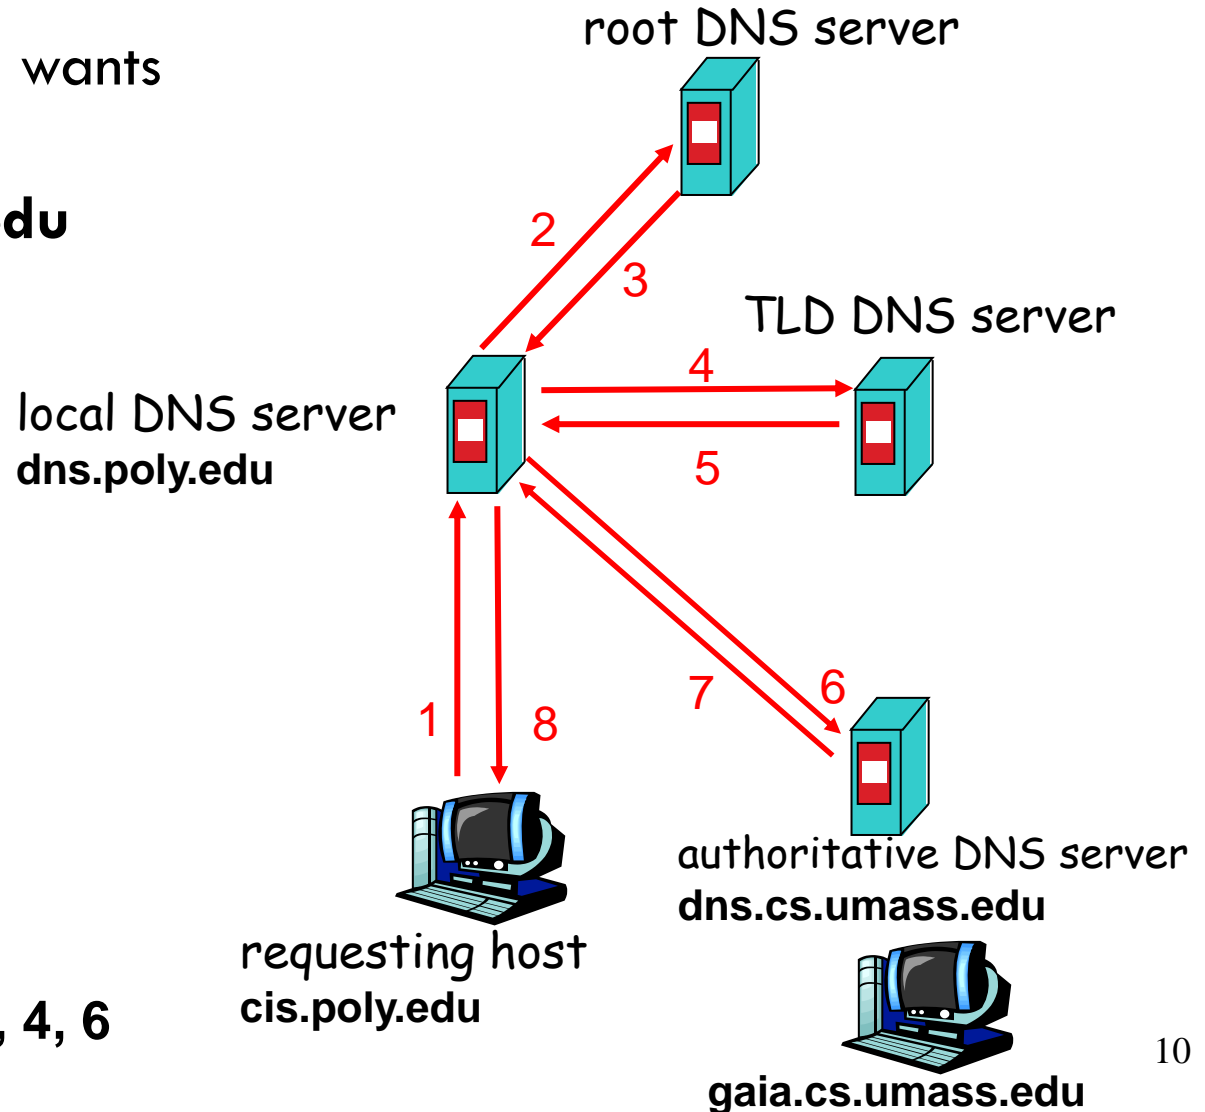 root DNS server
wants
du
2
3
TLD DNS server
4
local DNS server
dns.poly.edu
5
7
6
1
8
authoritative DNS server
dns.cs.umass.edu
requesting host
cis.poly.edu
, 4, 6
10
gaia.cs.umass.edu